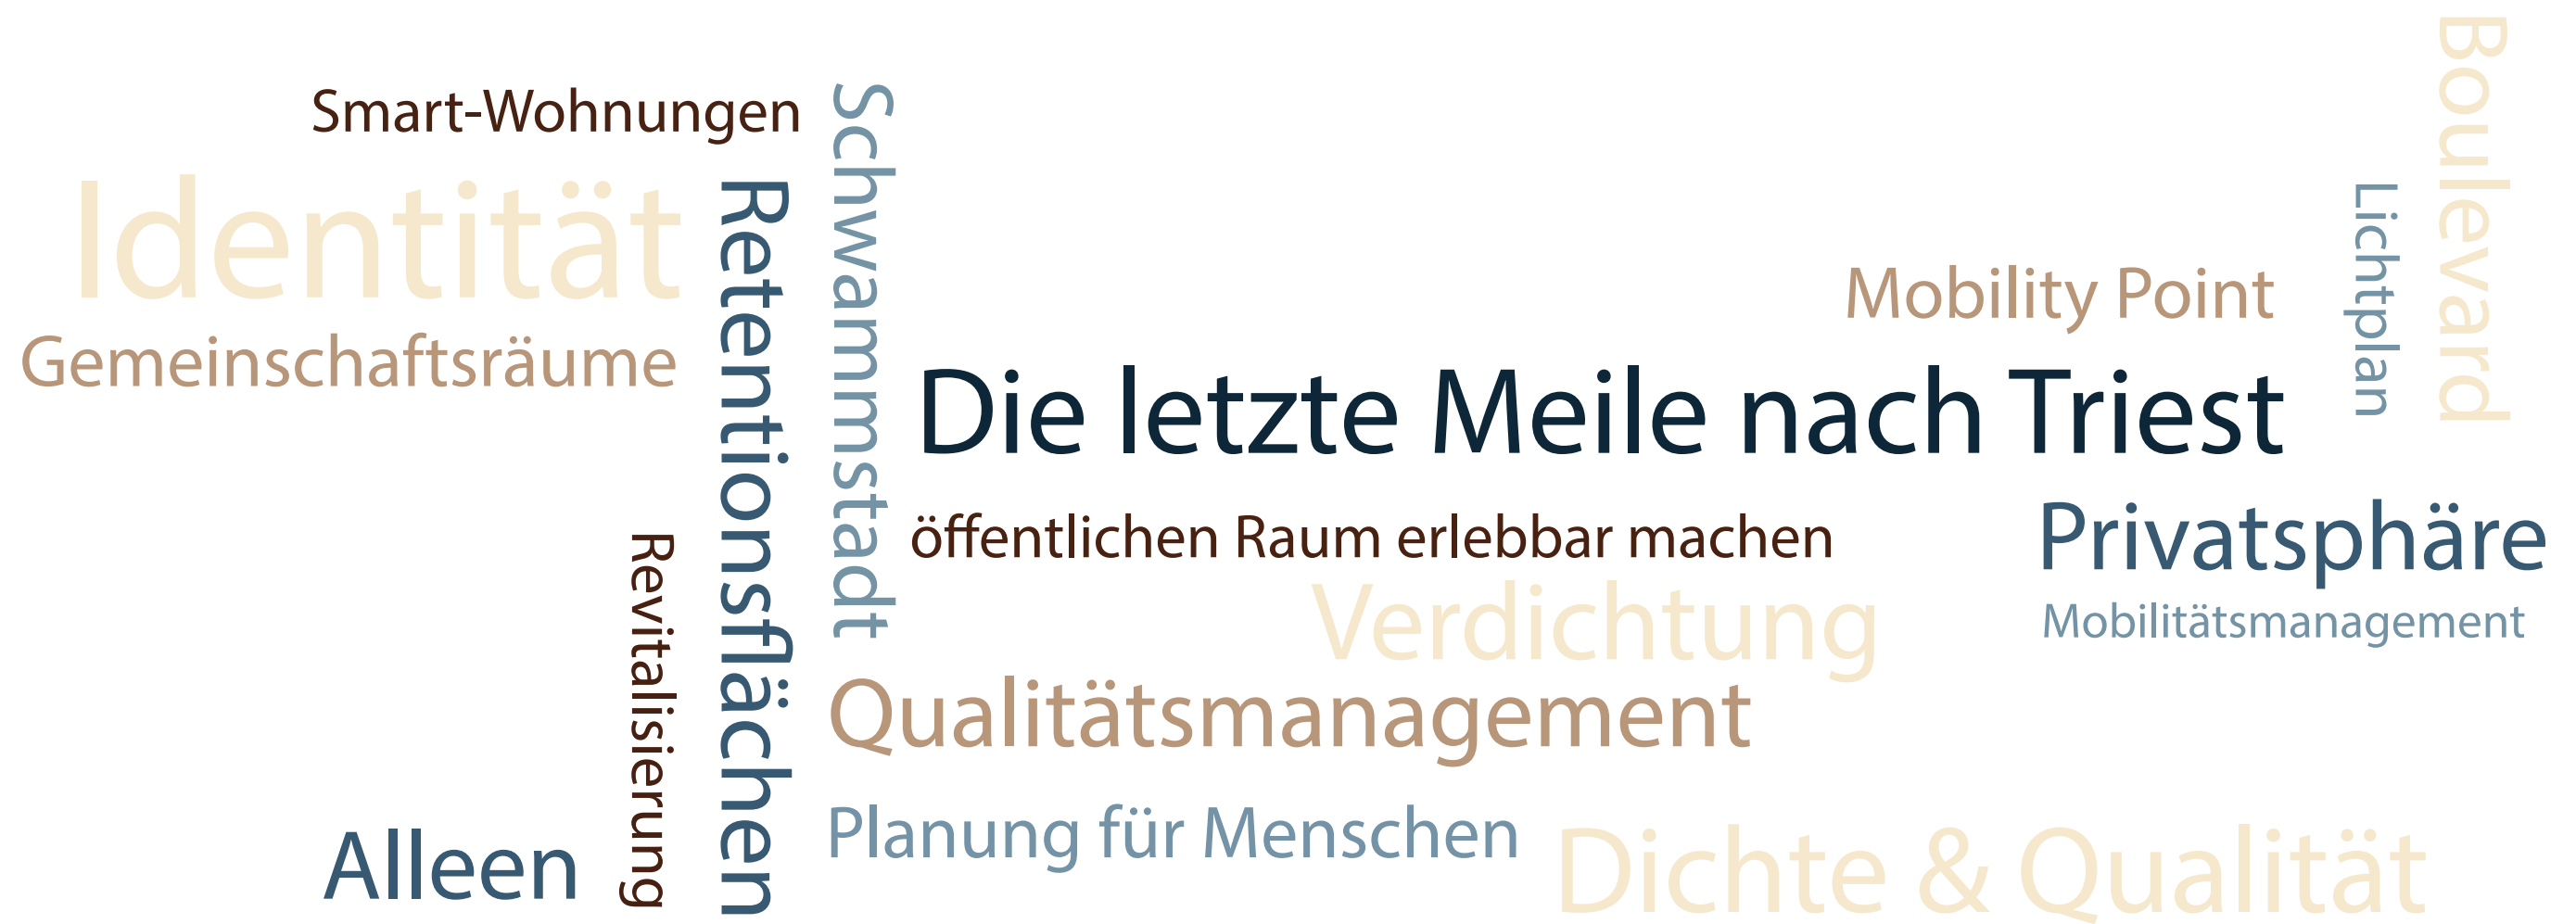 Smart-Wohnungen
Identität
Gemeinschaftsräume
Retentionsflächen
Schwammstadt
Boulevard
Lichtplan
Mobility Point
Die letzte Meile nach Triest
öffentlichen Raum erlebbar machen
Privatsphäre
Mobilitätsmanagement
Verdichtung
Revitalisierung
Qualitätsmanagement
Planung für Menschen
Alleen
Dichte & Qualität